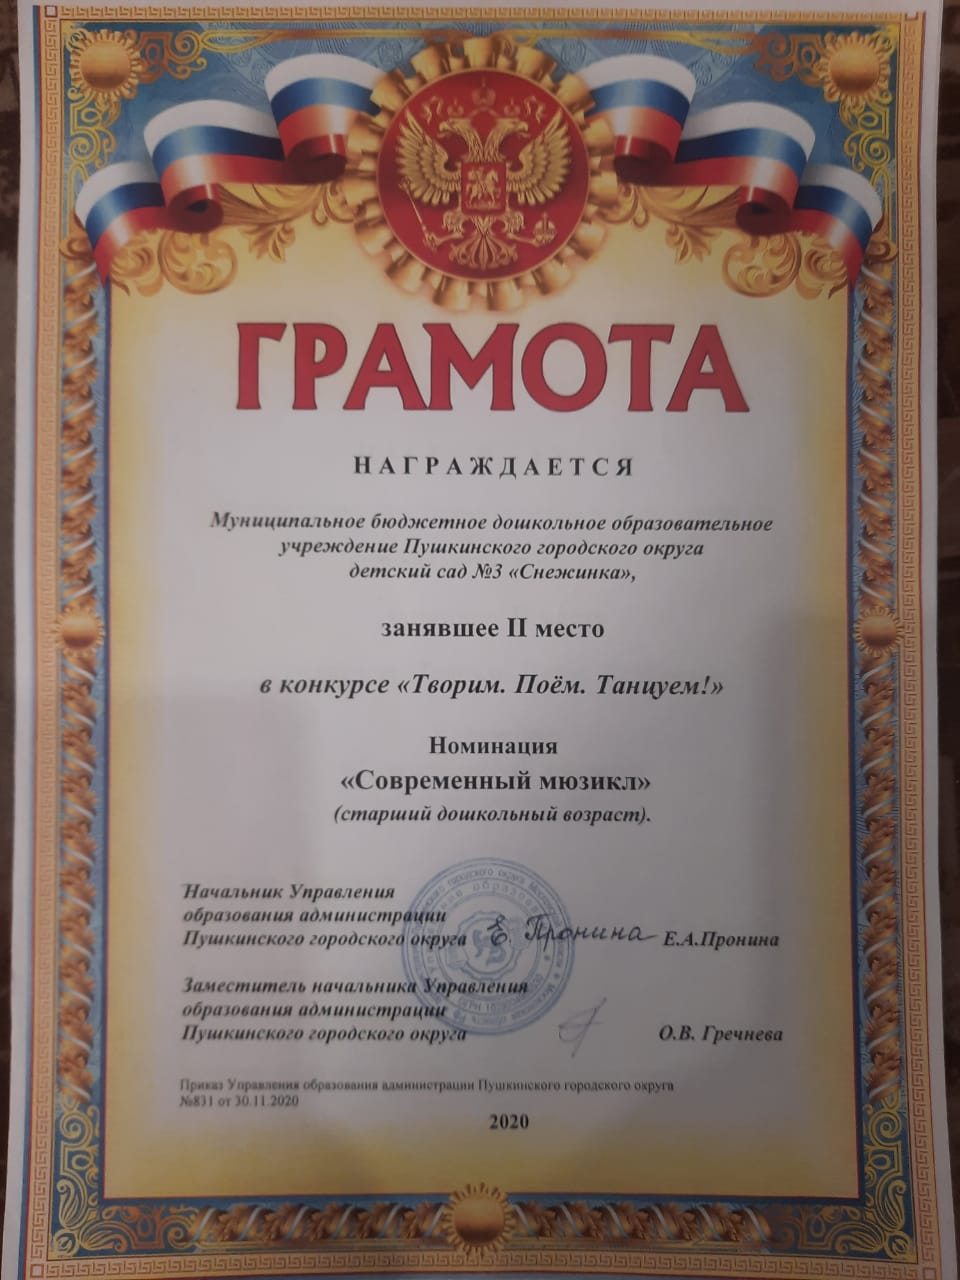 ГРАМОТА
НАГРАЖДАЕТСЯ
Муниципальное бюджетное дошкольное образовательное
учреждение Пушкинского городского округа
детский сад №3 «Снежинка»,
занявшее II место
в конкурсе «Творим. Поём. Танцуем!»
Номинация
«Современный мюзикл»
(старший дошкольный возраст).
Начальник Управления
образования администрации
Пушкинского городского округа Е. Пронина Е.А.Пронина
Заместитель начальника Управления
образования администрации
Пушкинского городского округа О.В. Гречнева
Приказ Управления образования администрации Пушкинского городского округа
№831 от 30.11.2020
2020